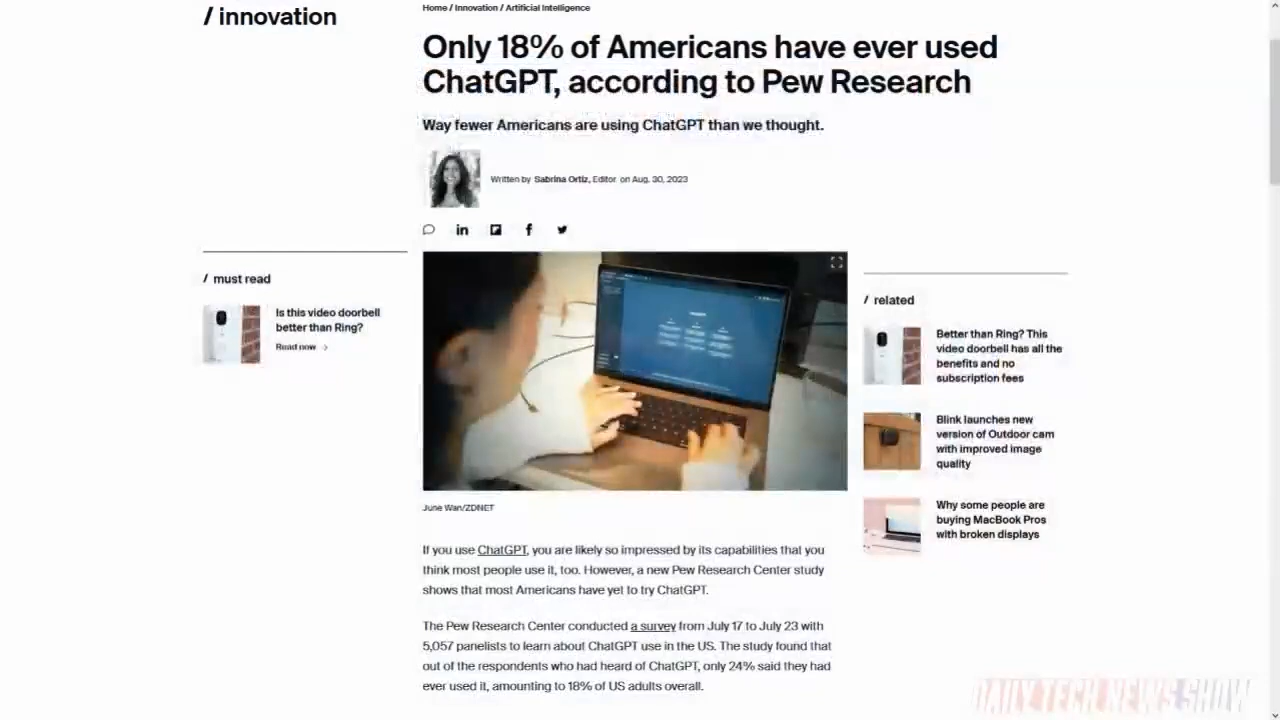 / innovation
Home / Innovation / Artificial Intelligence
Only 18% of Americans have ever used
ChatGPT, according to Pew Research
Way fewer Americans are using ChatGPT than we thought.
Written by Sabrina Ortiz, Editor on Aug. 30, 2023
/ must read
Is this video doorbell
better than Ring?
Read now
June Wan/ZDNET
If you use ChatGPT, you are likely so impressed by its capabilities that you
think most people use it, too. However, a new Pew Research Center study
shows that most Americans have yet to try ChatGPT.
The Pew Research Center conducted a survey from July 17 to July 23 with
5,057 panelists to learn about ChatGPT use in the US. The study found that
out of the respondents who had heard of ChatGPT, only 24% said they had
ever used it, amounting to 18% of US adults overall.
/ related
Better than Ring? This
video doorbell has all the
benefits and no
subscription fees
Blink launches new
version of Outdoor cam
with improved image
quality
Why some people are
buying MacBook Pros
with broken displays
DAILY TECH NEWS SHOW